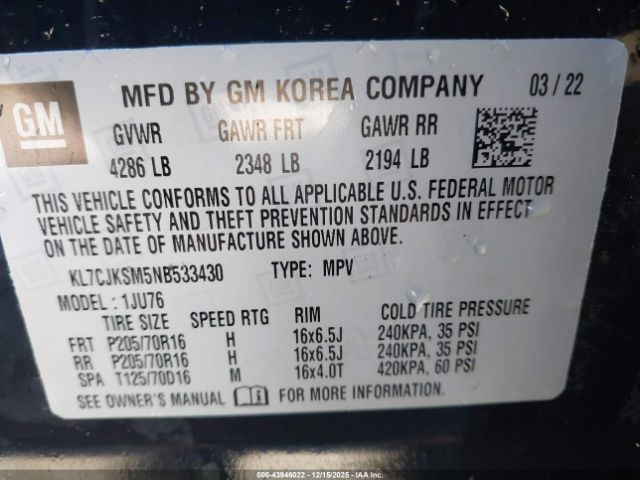 GM
MFD BY GM KOREA COMPANY 03 / 22
GVWR GAWR FRT GAWR RR
4286 LB 2348 LB 2194 LB
THIS VEHICLE CONFORMS TO ALL APPLICABLE U.S. FEDERAL MOTOR
VEHICLE SAFETY AND THEFT PREVENTION STANDARDS IN EFFECT
ON THE DATE OF MANUFACTURE SHOWN ABOVE.
KL7CJKSM5NB533430 TYPE: MPV
MODEL: 1JU76
TIRE SIZE SPEED RTG RIM COLD TIRE PRESSURE
FRT P205/70R16 H 16x6.5J 240KPA, 35 PSI
RR P205/70R16 H 16x6.5J 240KPA, 35 PSI
SPA T125/70D16 M 16x4.0T 420KPA, 60 PSI
SEE OWNER'S MANUAL FOR MORE INFORMATION.
000-43946022 - 12/15/2025 - IAAI.COM